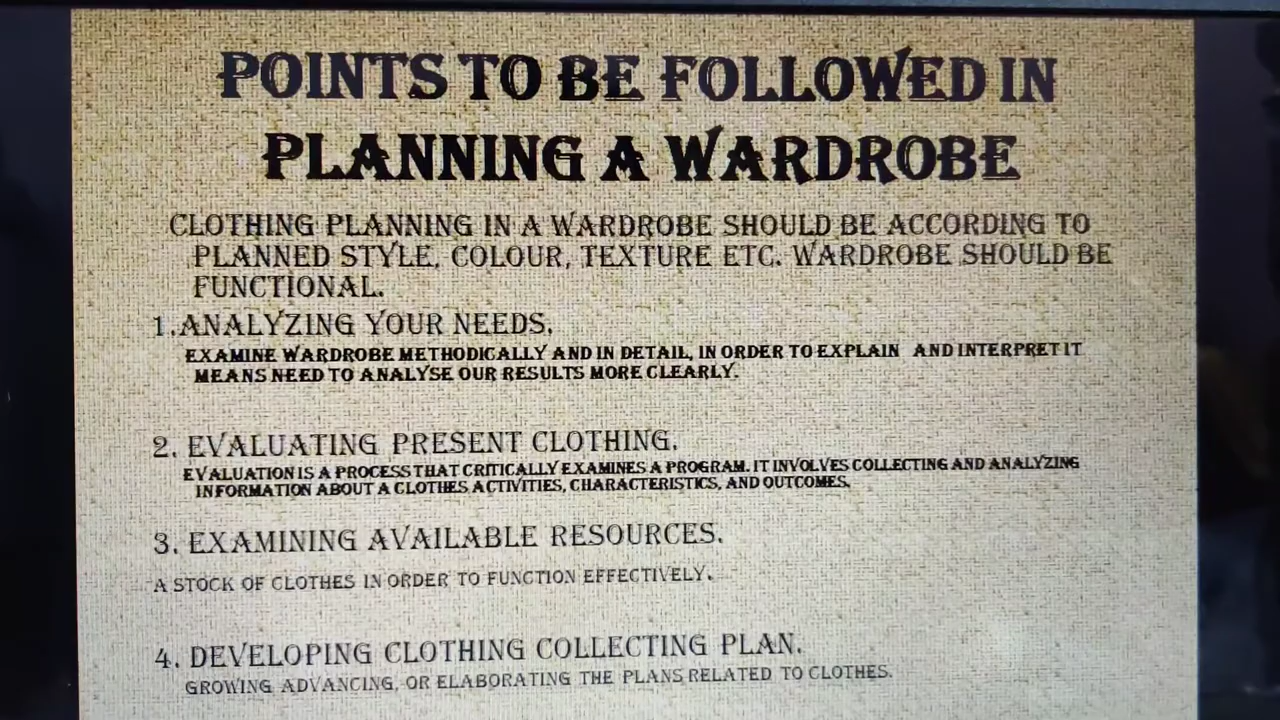 POINTS TO BE FOLLOWED IN
PLANNING A WARDROBE
CLOTHING PLANNING IN A WARDROBE SHOULD BE ACCORDING TO
PLANNED STYLE, COLOUR, TEXTURE ETC. WARDROBE SHOULD BE
FUNCTIONAL.
1.ANALYZING YOUR NEEDS.
EXAMINE WARDROBE METHODICALLY AND IN DETAIL, IN ORDER TO EXPLAIN AND INTERPRET IT
MEANS NEED TO ANALYSE OUR RESULTS MORE CLEARLY.
2. EVALUATING PRESENT CLOTHING.
EVALUATION IS A PROCESS THAT CRITICALLY EXAMINES A PROGRAM. IT INVOLVES COLLECTING AND ANALYZING
INFORMATION ABOUT A CLOTHES ACTIVITIES, CHARACTERISTICS, AND OUTCOMES.
3. EXAMINING AVAILABLE RESOURCES.
A STOCK OF CLOTHES IN ORDER TO FUNCTION EFFECTIVELY.
4. DEVELOPING CLOTHING COLLECTING PLAN.
GROWING ADVANCING, OR ELABORATING THE PLANS RELATED TO CLOTHES.